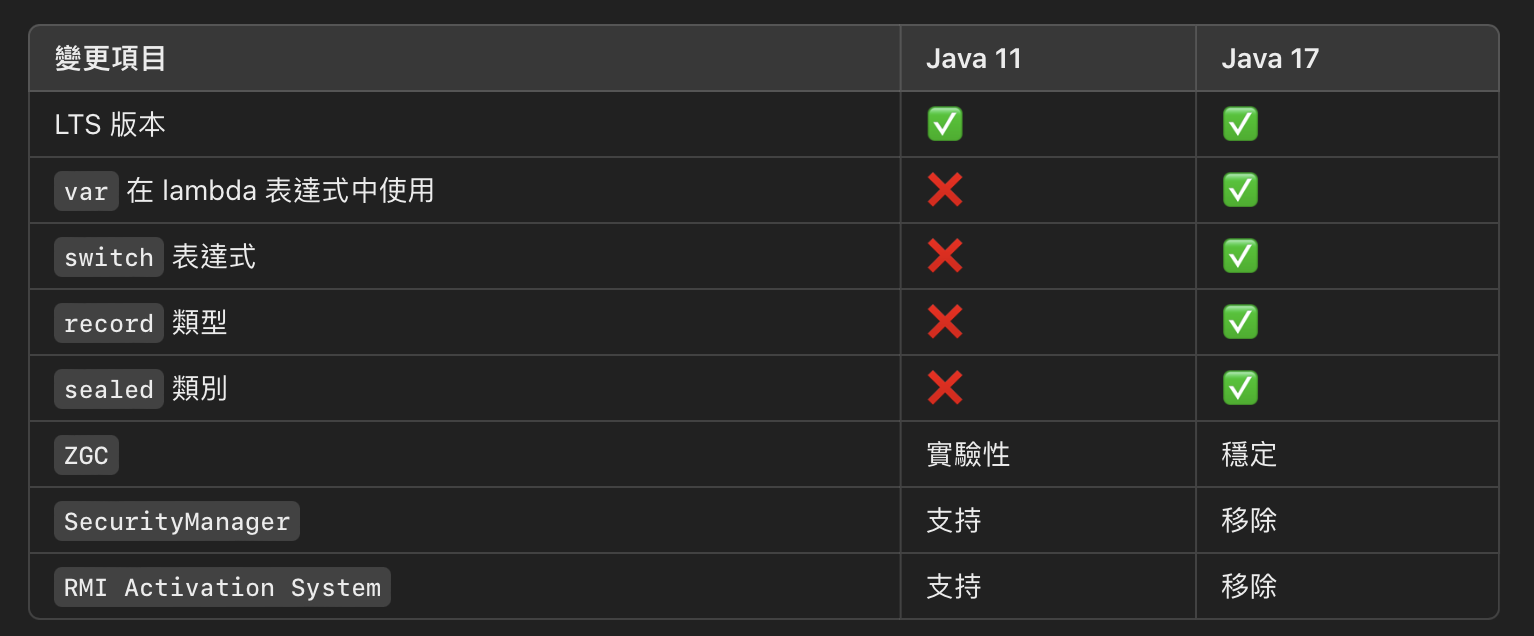 變更項目 Java 11 Java 17
LTS 版本 ✅ ✅
var 在 lambda 表達式中使用 ❌ ✅
switch 表達式 ❌ ✅
record 類型 ❌ ✅
sealed 類別 ❌ ✅
ZGC 實驗性 穩定
SecurityManager 支持 移除
RMI Activation System 支持 移除